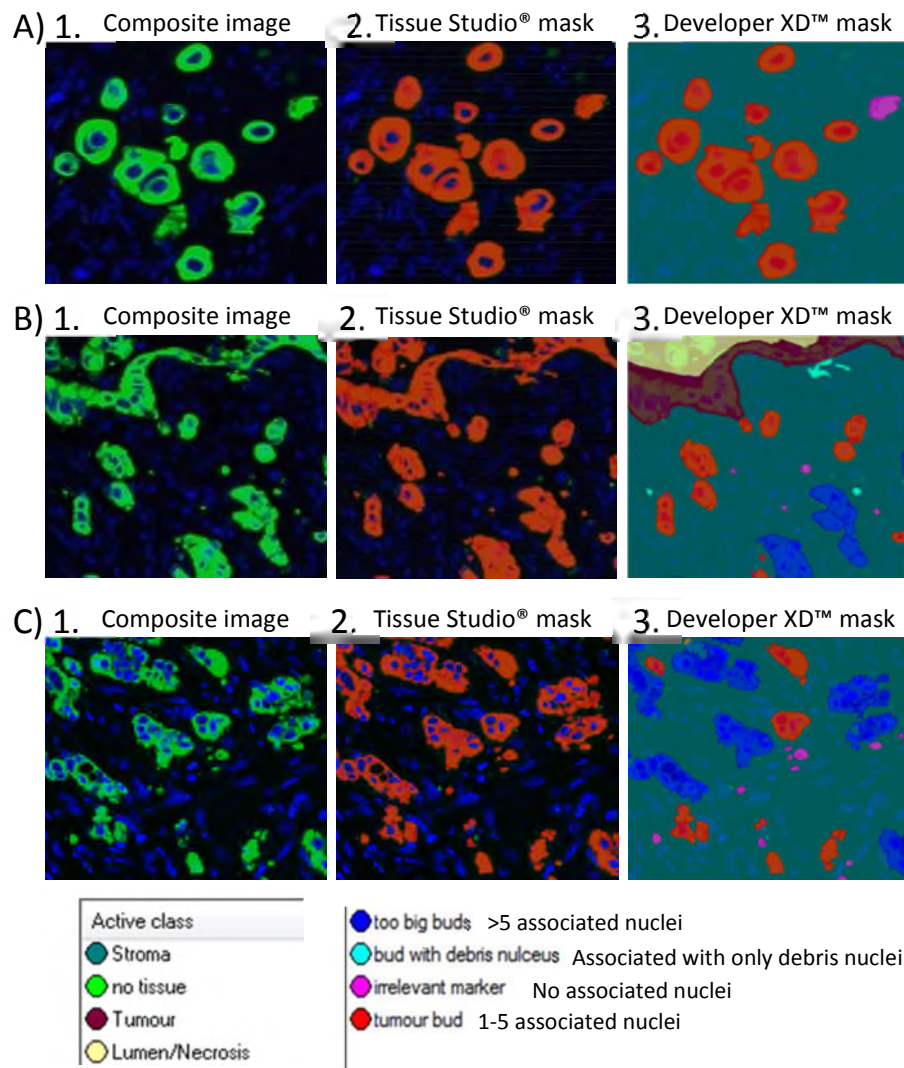 A) 1. Composite image 2. Tissue Studio® mask 3. Developer XD™ mask
B) 1. Composite image 2. Tissue Studio® mask 3. Developer XD™ mask
C) 1. Composite image 2. Tissue Studio® mask 3. Developer XD™ mask
Active class
Stroma
no tissue
Tumour
Lumen/Necrosis
too big buds >5 associated nuclei
bud with debris nulceus Associated with only debris nuclei
irrelevant marker No associated nuclei
tumour bud 1-5 associated nuclei